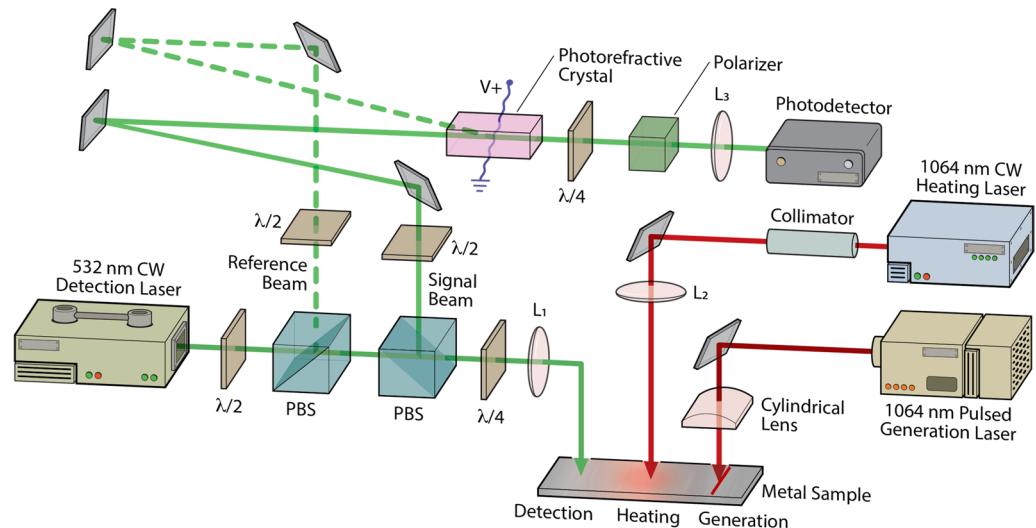 Photorefractive
Crystal
V+
Polarizer
L3
Photodetector
λ/4
1064 nm CW
Heating Laser
Collimator
λ/2
λ/2
Reference
Beam
Signal
Beam
532 nm CW
Detection Laser
L1
L2
λ/2
PBS
PBS
λ/4
Cylindrical
Lens
1064 nm Pulsed
Generation Laser
Metal Sample
Detection
Heating
Generation